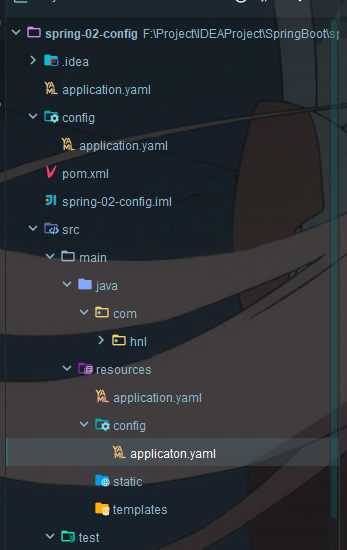 spring-02-config F:\Project\IDEAProject\SpringBoot\sp
.idea
application.yaml
config
application.yaml
pom.xml
spring-02-config.iml
src
main
java
com
hnl
resources
application.yaml
config
applicaton.yaml
static
templates
test